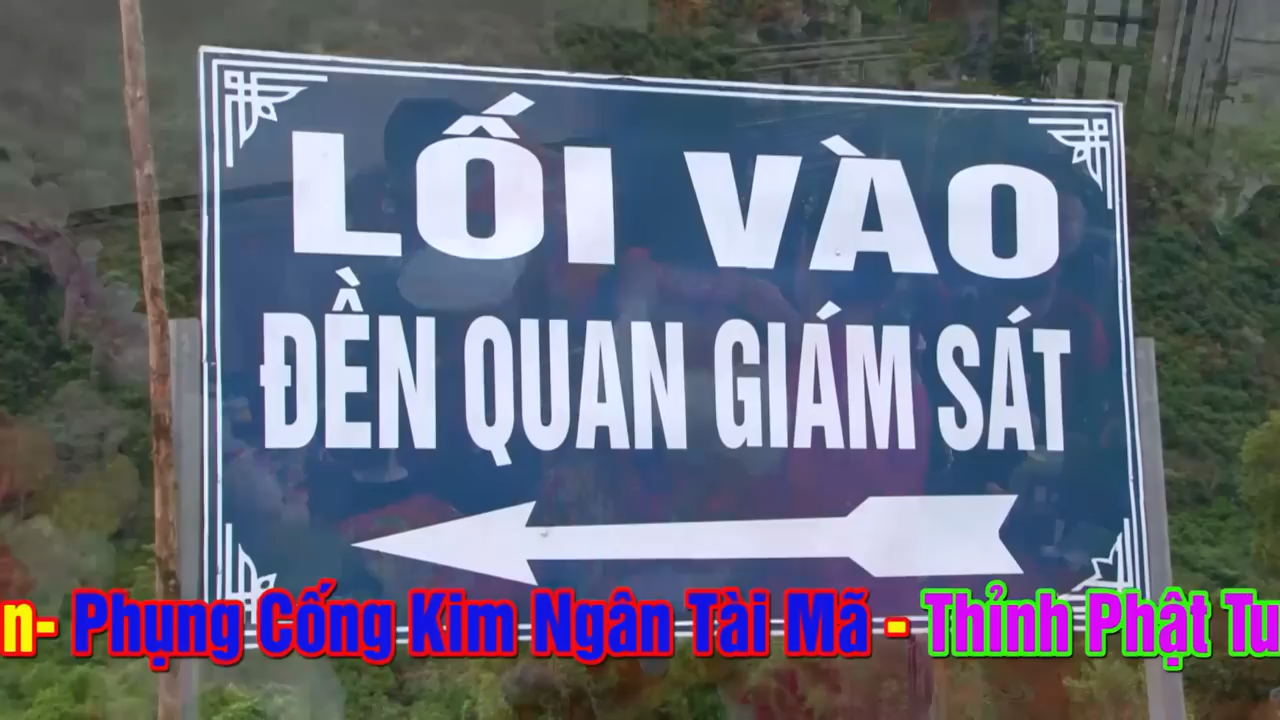 LỐI VÀO
ĐỀN QUAN GIÁM SÁT
- Phụng Cống Kim Ngân Tài Mã - Thỉnh Phật